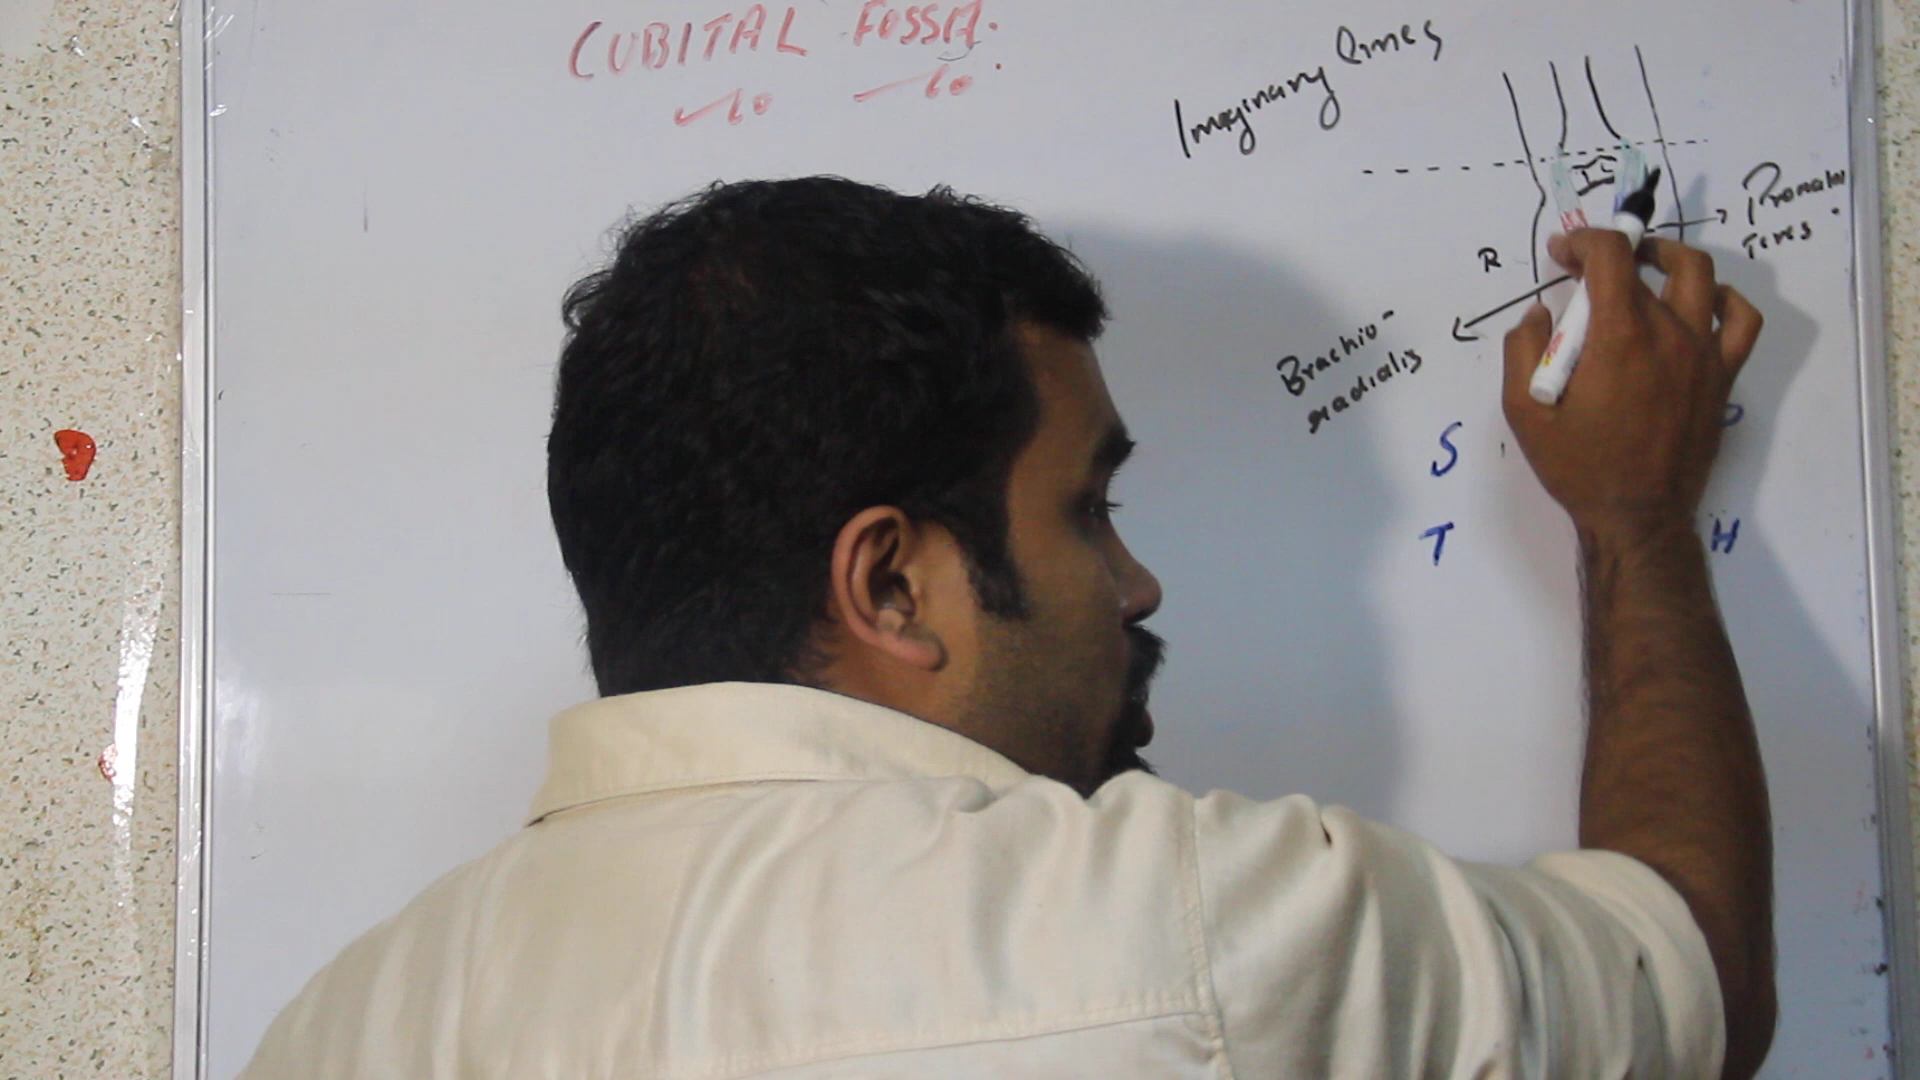 CUBITAL FOSSA.
Imaginary lines
Pronator
Teres.
R
Brachio-
radialis
S
T
H